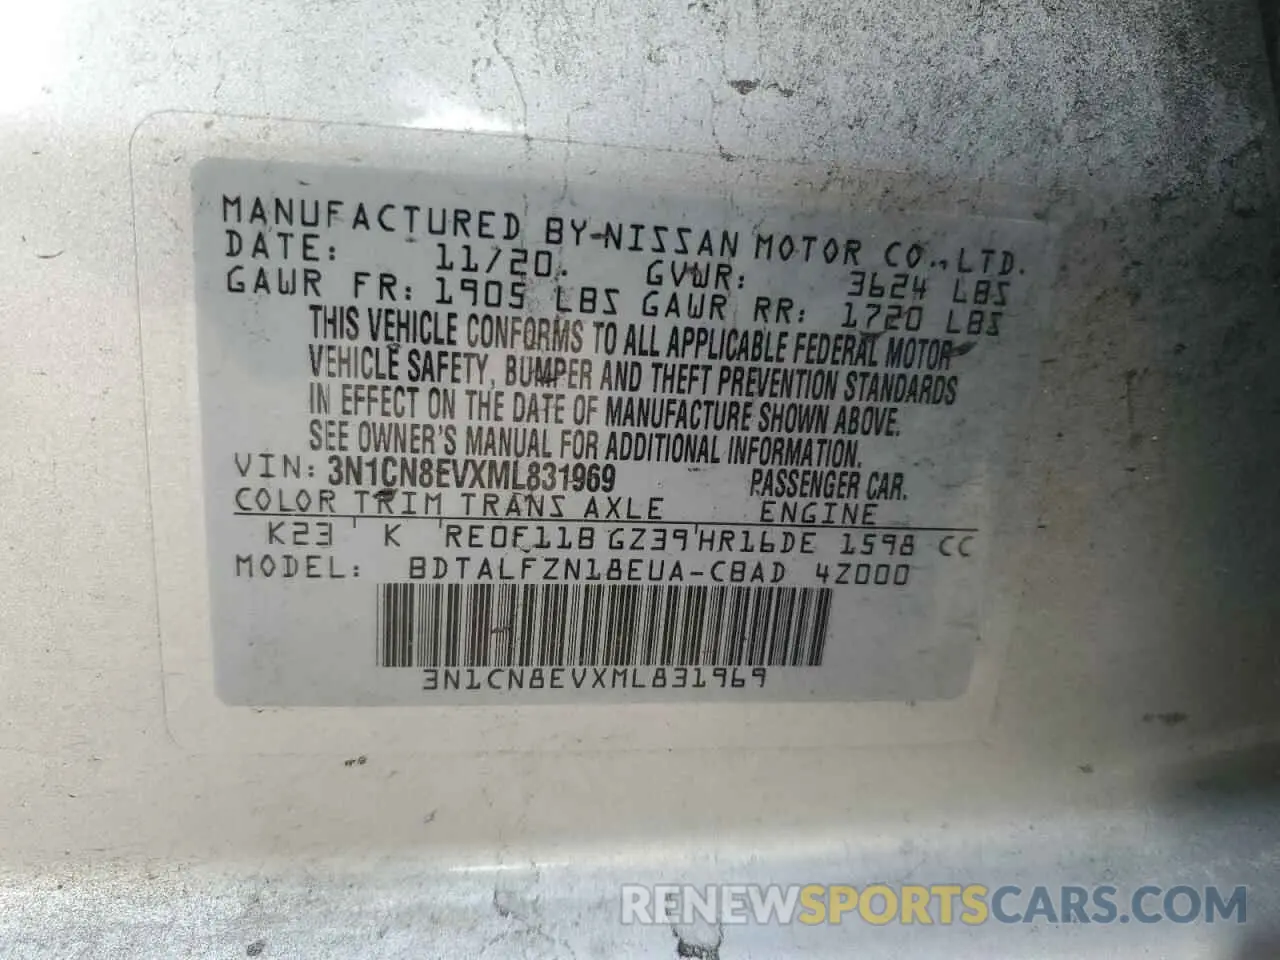 MANUFACTURED BY NISSAN MOTOR CO., LTD.
DATE: 11/20. GVWR: 3624 LBS
GAWR FR: 1905 LBS GAWR RR: 1720 LBS
THIS VEHICLE CONFORMS TO ALL APPLICABLE FEDERAL MOTOR
VEHICLE SAFETY, BUMPER AND THEFT PREVENTION STANDARDS
IN EFFECT ON THE DATE OF MANUFACTURE SHOWN ABOVE.
SEE OWNER'S MANUAL FOR ADDITIONAL INFORMATION.
VIN: 3N1CN8EVXML831969 PASSENGER CAR.
COLOR TRIM TRANS AXLE ENGINE
K23 K RE0F11B GZ39 HR16DE 1598 CC
MODEL: BDTALFZN18EUA-CBAD 4Z000
3N1CN8EVXML831969
RENEWSPORTSCARS.COM